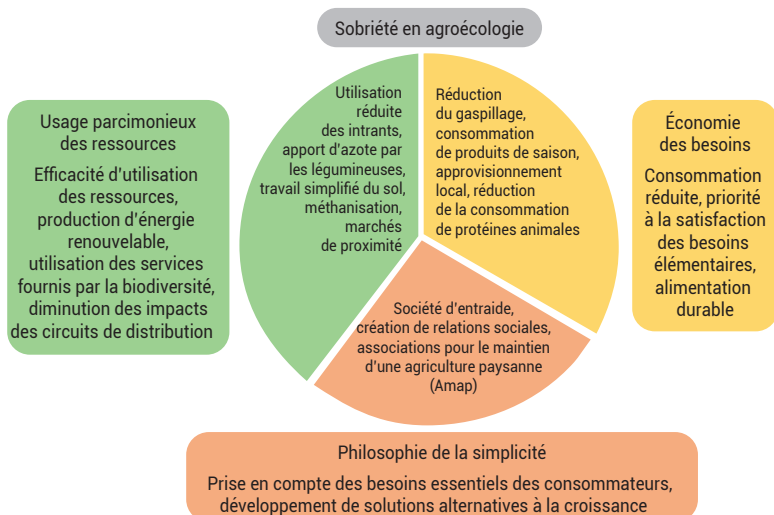 Sobriété en agroécologie
Usage parcimonieux
des ressources
Efficacité d'utilisation
des ressources,
production d'énergie
renouvelable,
utilisation des services
fournis par la biodiversité,
diminution des impacts
des circuits de distribution
Utilisation
réduite
des intrants,
apport d'azote par
les légumineuses,
travail simplifié du sol,
méthanisation,
marchés
de proximité
Réduction
du gaspillage,
consommation
de produits de saison,
approvisionnement
local, réduction
de la consommation
de protéines animales
Économie
des besoins
Consommation
réduite, priorité
à la satisfaction
des besoins
élémentaires,
alimentation
durable
Société d'entraide,
création de relations sociales,
associations pour le maintien
d'une agriculture paysanne
(Amap)
Philosophie de la simplicité
Prise en compte des besoins essentiels des consommateurs,
développement de solutions alternatives à la croissance